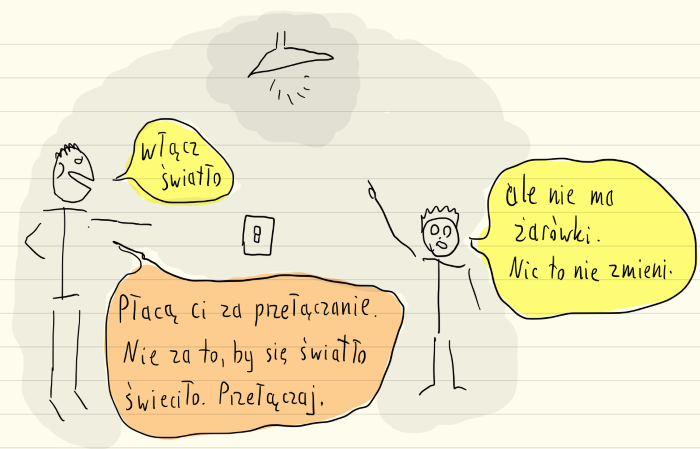 włącz
światło
ale nie ma
żarówki.
Nic to nie zmieni.
Płacą ci za przełączanie.
Nie za to, by się światło
świeciło. Przełączaj.